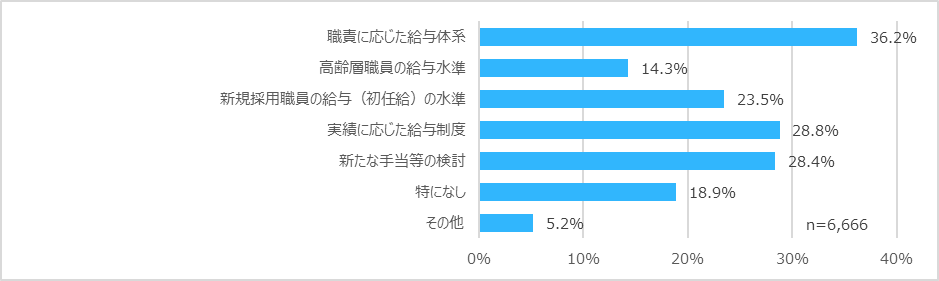 職責に応じた給与体系 36.2%
高齢層職員の給与水準 14.3%
新規採用職員の給与（初任給）の水準 23.5%
実績に応じた給与制度 28.8%
新たな手当等の検討 28.4%
特になし 18.9%
その他 5.2%
n=6,666
0% 10% 20% 30% 40%